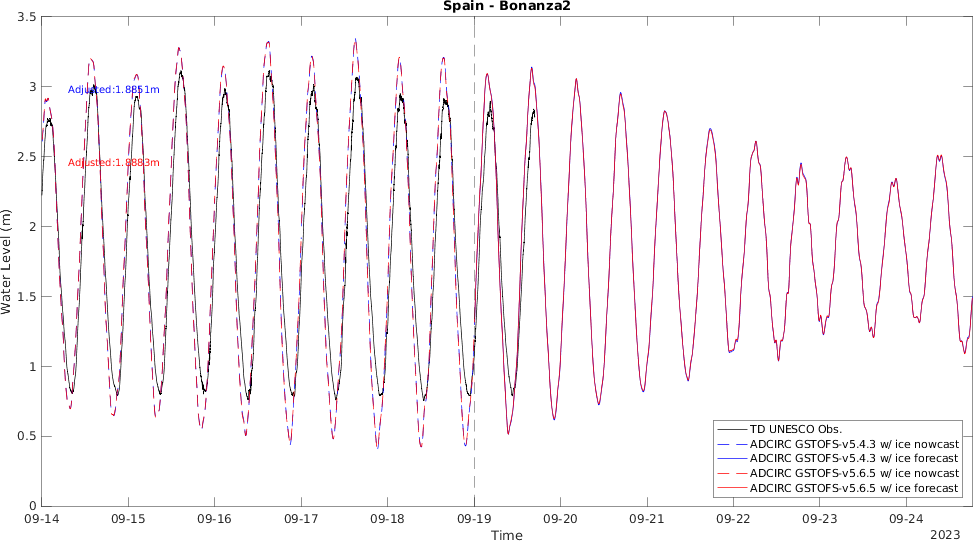 Spain - Bonanza2
3.5
3
2.5
2
1.5
1
0.5
0
Water Level (m)
Adjusted:1.8851m
Adjusted:1.8883m
TD UNESCO Obs.
ADCIRC GSTOFS-v5.4.3 w/ ice nowcast
ADCIRC GSTOFS-v5.4.3 w/ ice forecast
ADCIRC GSTOFS-v5.6.5 w/ ice nowcast
ADCIRC GSTOFS-v5.6.5 w/ ice forecast
09-14 09-15 09-16 09-17 09-18 09-19 09-20 09-21 09-22 09-23 09-24
Time
2023